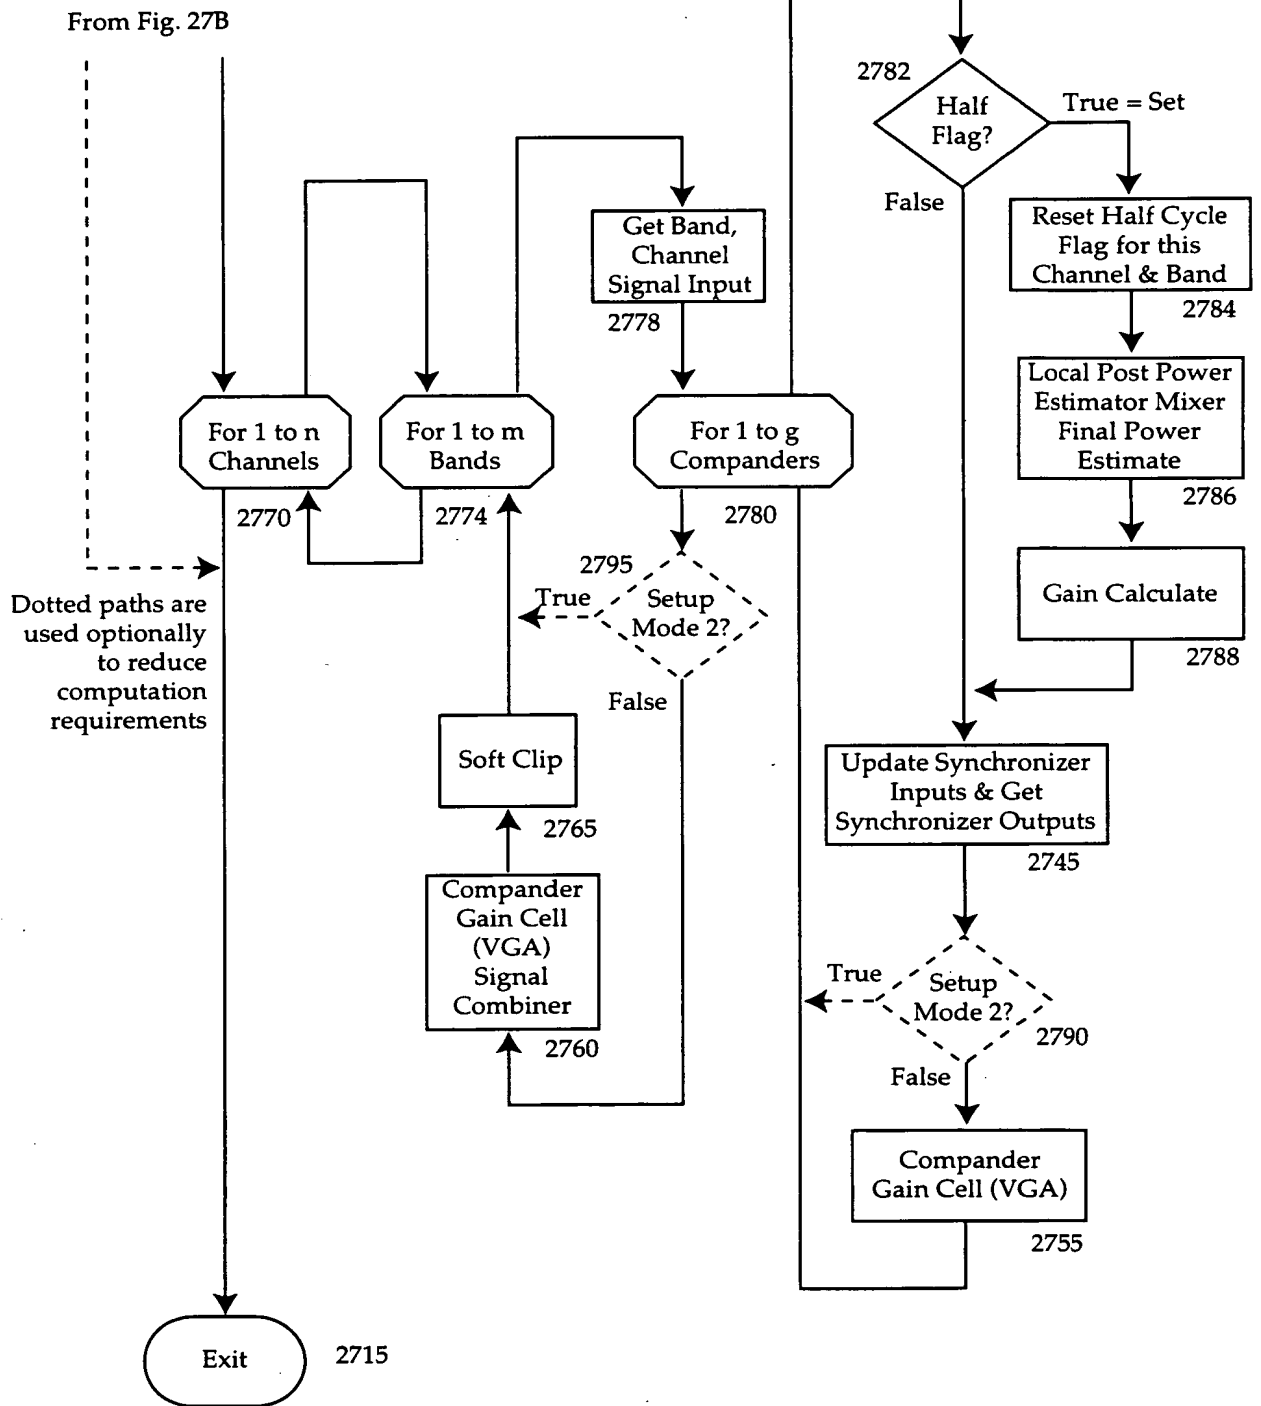 From Fig. 27B
2782
Half
Flag?
True = Set
False
Reset Half Cycle
Flag for this
Channel & Band
2784
Get Band,
Channel
Signal Input
2778
Local Post Power
Estimator Mixer
Final Power
Estimate
2786
For 1 to n
Channels
2770
For 1 to m
Bands
2774
For 1 to g
Companders
2780
2795
True
Setup
Mode 2?
False
Gain Calculate
2788
Dotted paths are
used optionally
to reduce
computation
requirements
Soft Clip
2765
Update Synchronizer
Inputs & Get
Synchronizer Outputs
2745
Compander
Gain Cell
(VGA)
Signal
Combiner
2760
True
Setup
Mode 2?
2790
False
Compander
Gain Cell (VGA)
2755
Exit
2715